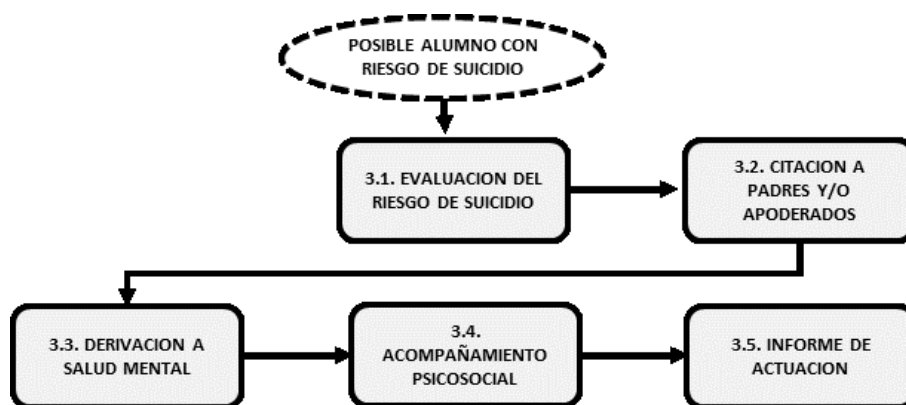 POSIBLE ALUMNO CON
RIESGO DE SUICIDIO
3.1. EVALUACION DEL
RIESGO DE SUICIDIO
3.2. CITACION A
PADRES Y/O
APODERADOS
3.3. DERIVACION A
SALUD MENTAL
3.4.
ACOMPAÑAMIENTO
PSICOSOCIAL
3.5. INFORME DE
ACTUACION